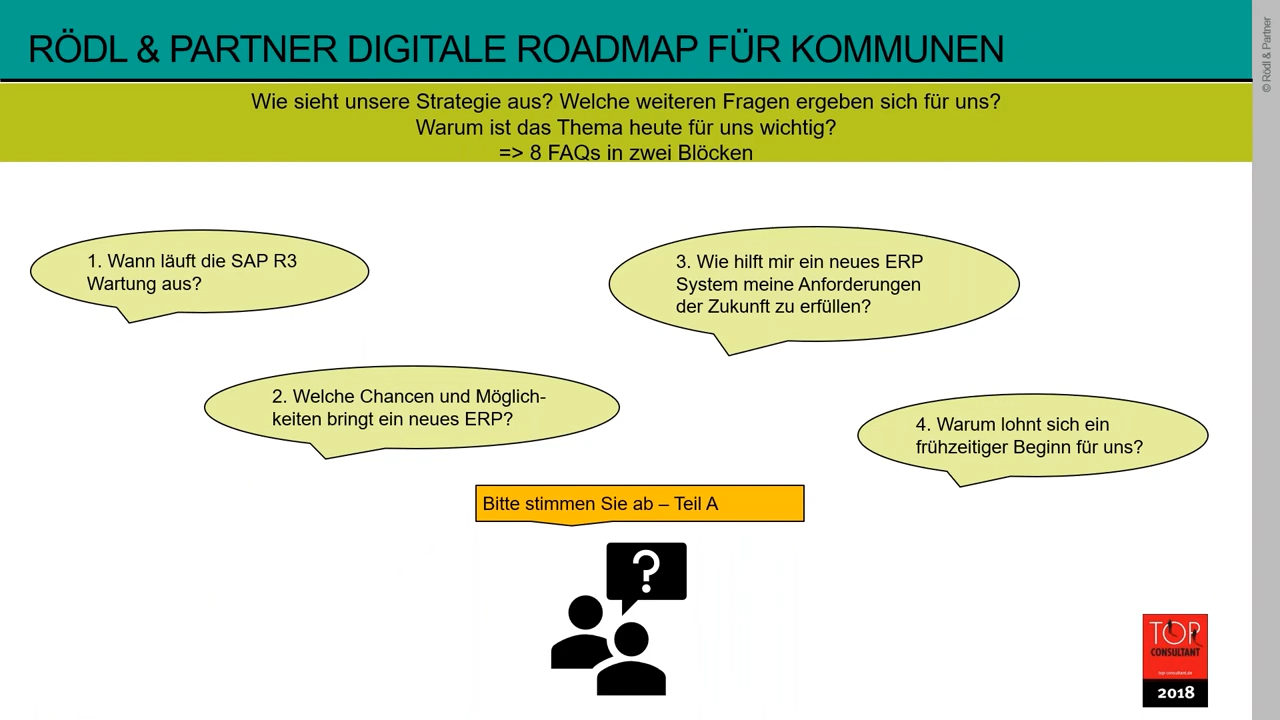 RÖDL & PARTNER DIGITALE ROADMAP FÜR KOMMUNEN
© Rödl & Partner
Wie sieht unsere Strategie aus? Welche weiteren Fragen ergeben sich für uns?
Warum ist das Thema heute für uns wichtig?
=> 8 FAQs in zwei Blöcken
1. Wann läuft die SAP R3
Wartung aus?
3. Wie hilft mir ein neues ERP
System meine Anforderungen
der Zukunft zu erfüllen?
2. Welche Chancen und Möglich-
keiten bringt ein neues ERP?
4. Warum lohnt sich ein
frühzeitiger Beginn für uns?
Bitte stimmen Sie ab – Teil A
?
TOP
CONSULTANT
top-consultant.de
2018